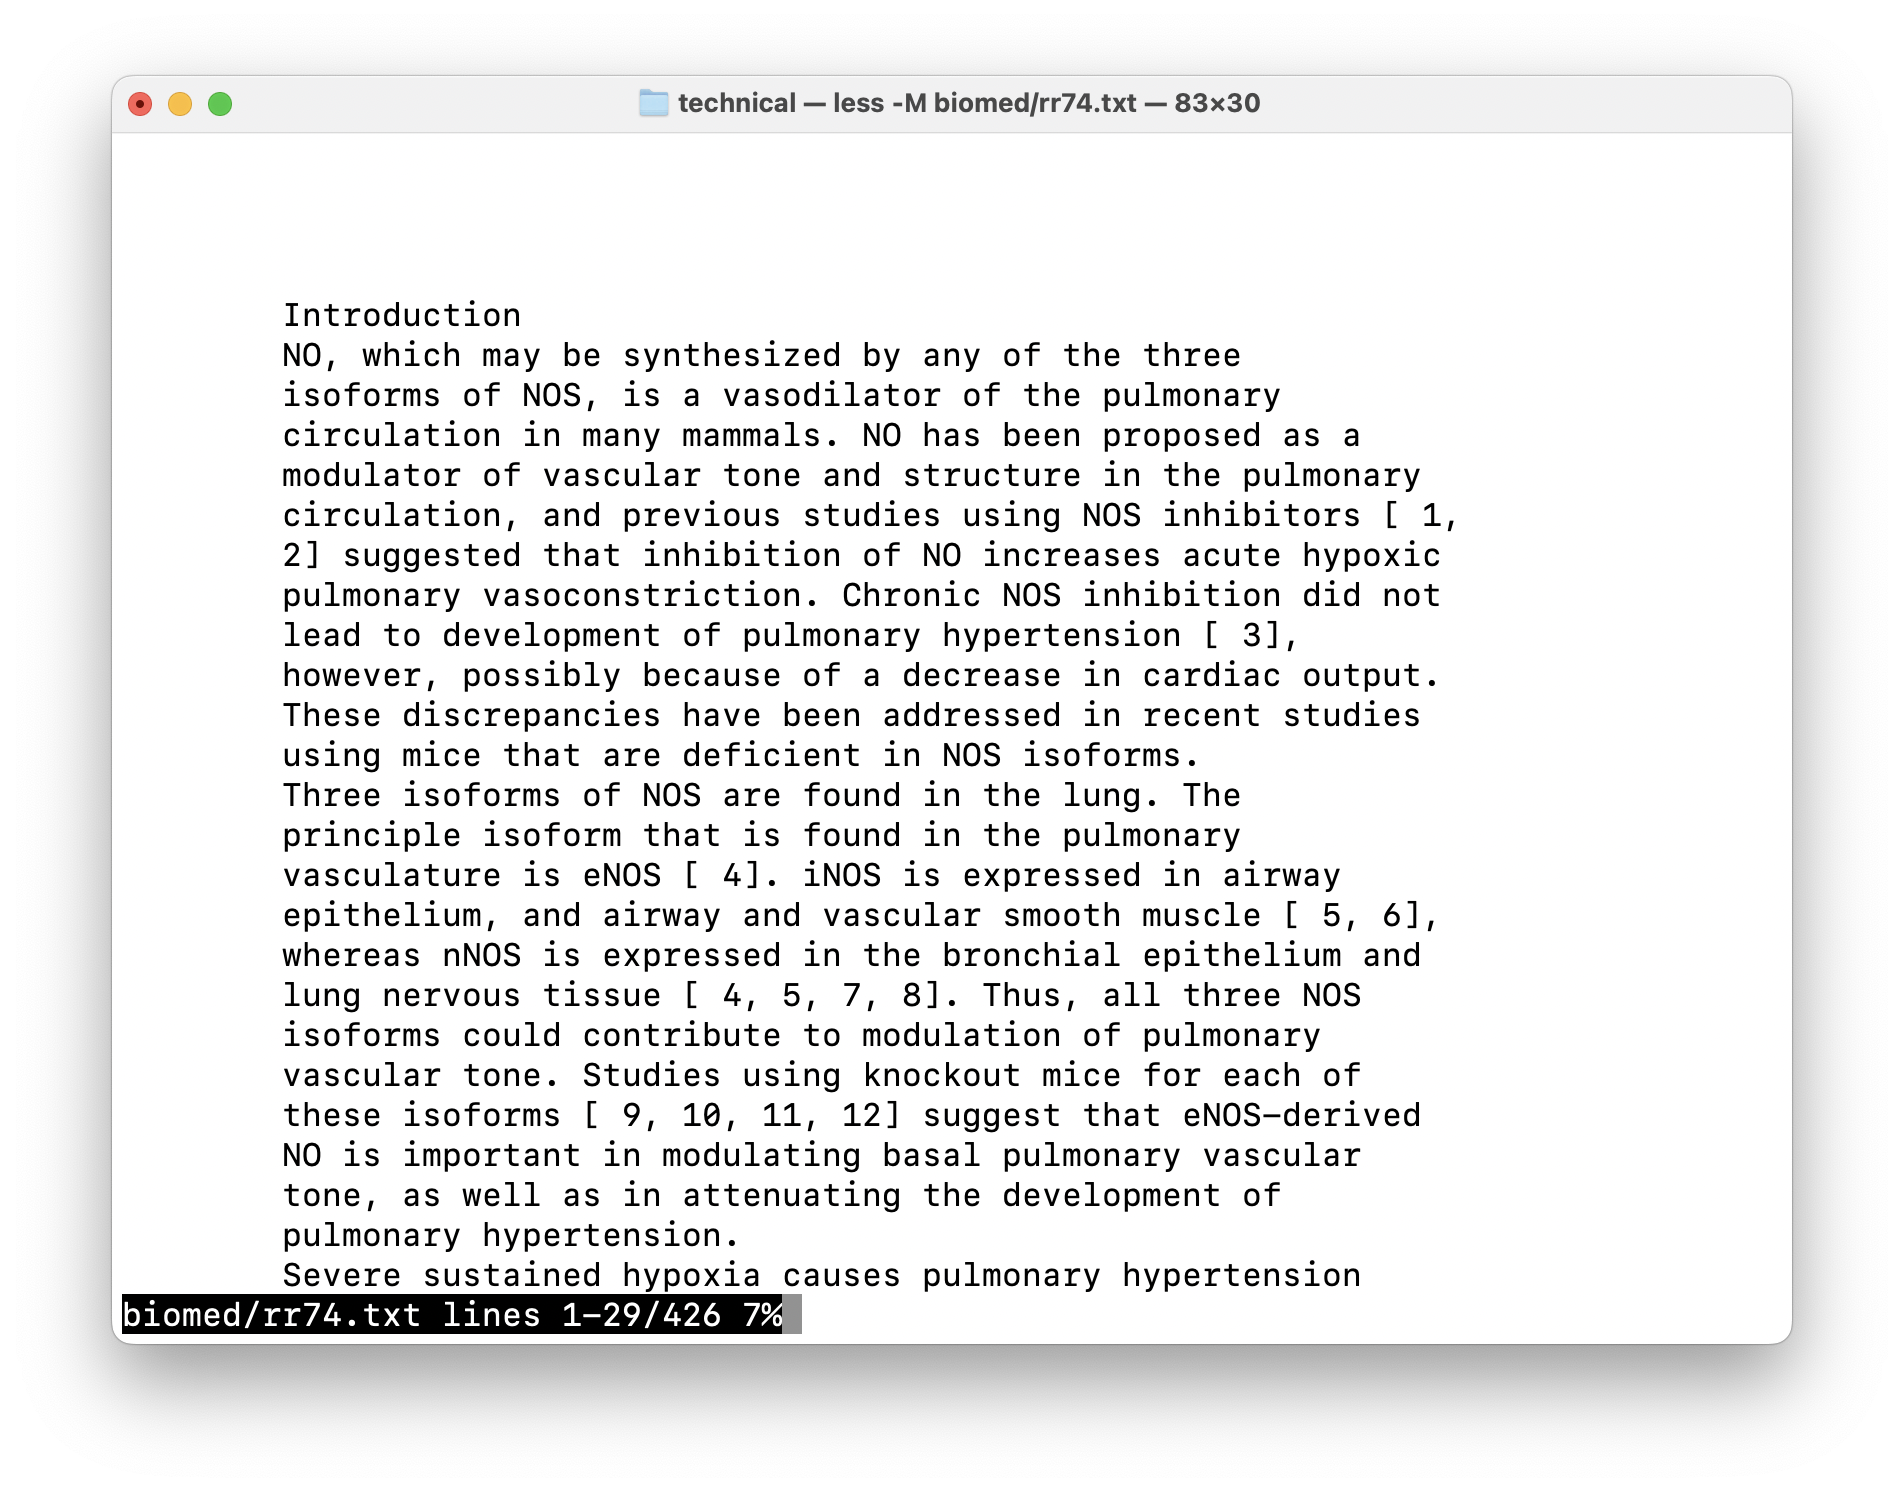 technical — less -M biomed/rr74.txt — 83×30
Introduction
NO, which may be synthesized by any of the three
isoforms of NOS, is a vasodilator of the pulmonary
circulation in many mammals. NO has been proposed as a
modulator of vascular tone and structure in the pulmonary
circulation, and previous studies using NOS inhibitors [ 1,
2] suggested that inhibition of NO increases acute hypoxic
pulmonary vasoconstriction. Chronic NOS inhibition did not
lead to development of pulmonary hypertension [ 3],
however, possibly because of a decrease in cardiac output.
These discrepancies have been addressed in recent studies
using mice that are deficient in NOS isoforms.
Three isoforms of NOS are found in the lung. The
principle isoform that is found in the pulmonary
vasculature is eNOS [ 4]. iNOS is expressed in airway
epithelium, and airway and vascular smooth muscle [ 5, 6],
whereas nNOS is expressed in the bronchial epithelium and
lung nervous tissue [ 4, 5, 7, 8]. Thus, all three NOS
isoforms could contribute to modulation of pulmonary
vascular tone. Studies using knockout mice for each of
these isoforms [ 9, 10, 11, 12] suggest that eNOS-derived
NO is important in modulating basal pulmonary vascular
tone, as well as in attenuating the development of
pulmonary hypertension.
Severe sustained hypoxia causes pulmonary hypertension
biomed/rr74.txt lines 1-29/426 7%